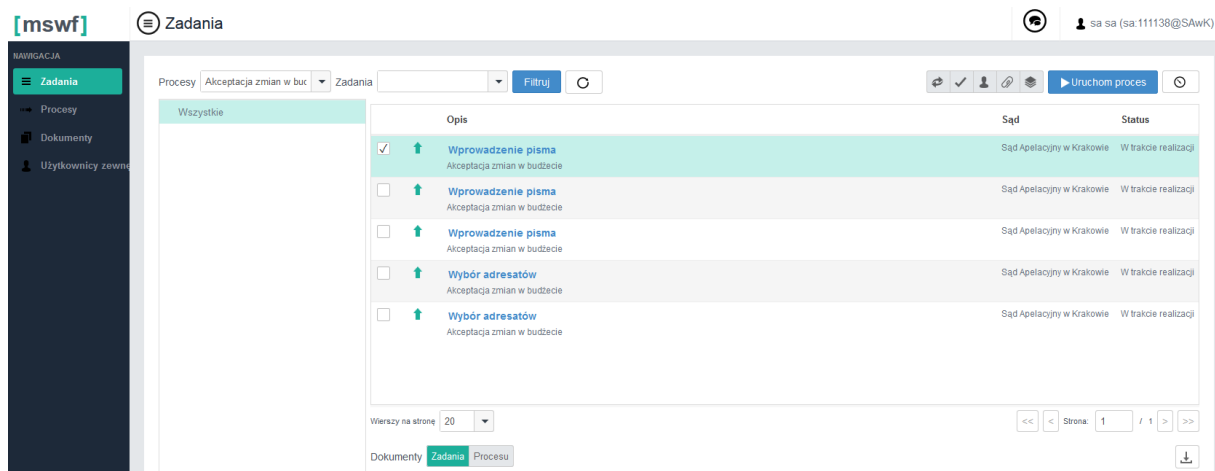 [mswf]
Zadania
sa sa (sa:111138@SAwK)
NAWIGACJA
Zadania
Procesy
Dokumenty
Użytkownicy zewnę
Procesy Akceptacja zmian w buc Zadania Filtruj Uruchom proces
Wszystkie
Opis Sąd Status
Wprowadzenie pisma Sąd Apelacyjny w Krakowie W trakcie realizacji
Akceptacja zmian w budżecie
Wprowadzenie pisma Sąd Apelacyjny w Krakowie W trakcie realizacji
Akceptacja zmian w budżecie
Wprowadzenie pisma Sąd Apelacyjny w Krakowie W trakcie realizacji
Akceptacja zmian w budżecie
Wybór adresatów Sąd Apelacyjny w Krakowie W trakcie realizacji
Akceptacja zmian w budżecie
Wybór adresatów Sąd Apelacyjny w Krakowie W trakcie realizacji
Akceptacja zmian w budżecie
Wierszy na stronę 20 << < Strona: 1 / 1 > >>
Dokumenty Zadania Procesu